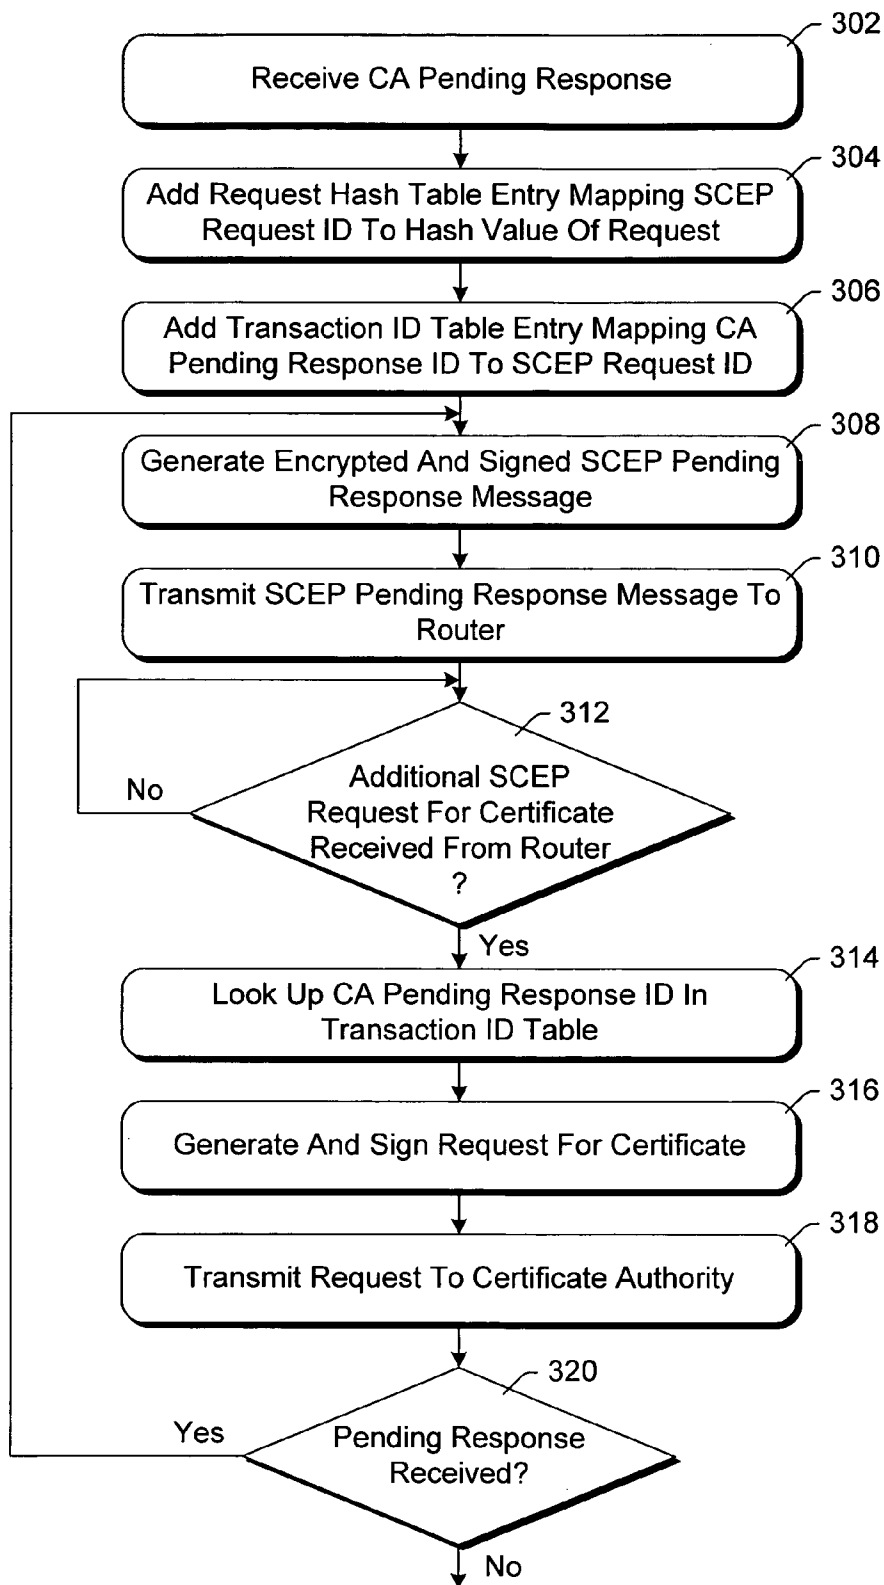 302
Receive CA Pending Response
304
Add Request Hash Table Entry Mapping SCEP
Request ID To Hash Value Of Request
306
Add Transaction ID Table Entry Mapping CA
Pending Response ID To SCEP Request ID
308
Generate Encrypted And Signed SCEP Pending
Response Message
310
Transmit SCEP Pending Response Message To
Router
312
No
Additional SCEP
Request For Certificate
Received From Router
?
Yes
314
Look Up CA Pending Response ID In
Transaction ID Table
316
Generate And Sign Request For Certificate
318
Transmit Request To Certificate Authority
320
Yes
Pending Response
Received?
No